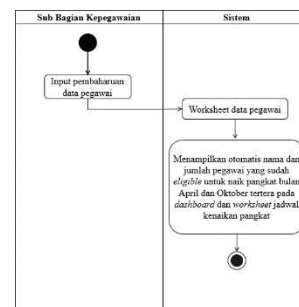 Sub Bagian Kepegawaian
Sistem
Input pembaharuan
data pegawai
Worksheet data pegawai
Menampilkan otomatis nama dan
jumlah pegawai yang sudah
eligible untuk naik pangkat bulan
April dan Oktober tertera pada
dashboard dan worksheet jadwal
kenaikan pangkat